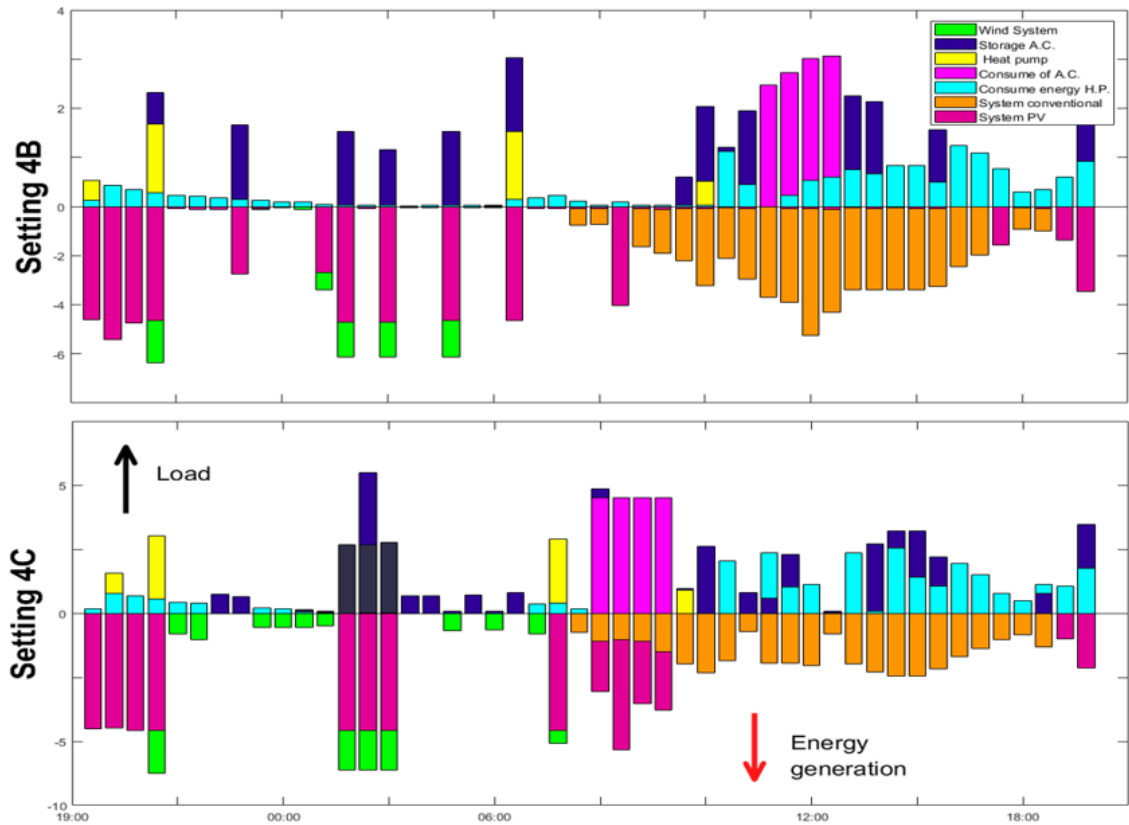 4
2
0
-2
-4
-6
Setting 4B
Wind System
Storage A.C.
Heat pump
Consume of A.C.
Consume energy H.P.
System conventional
System PV
5
0
-5
-10
Setting 4C
Load
Energy
generation
19:00
00:00
06:00
12:00
18:00